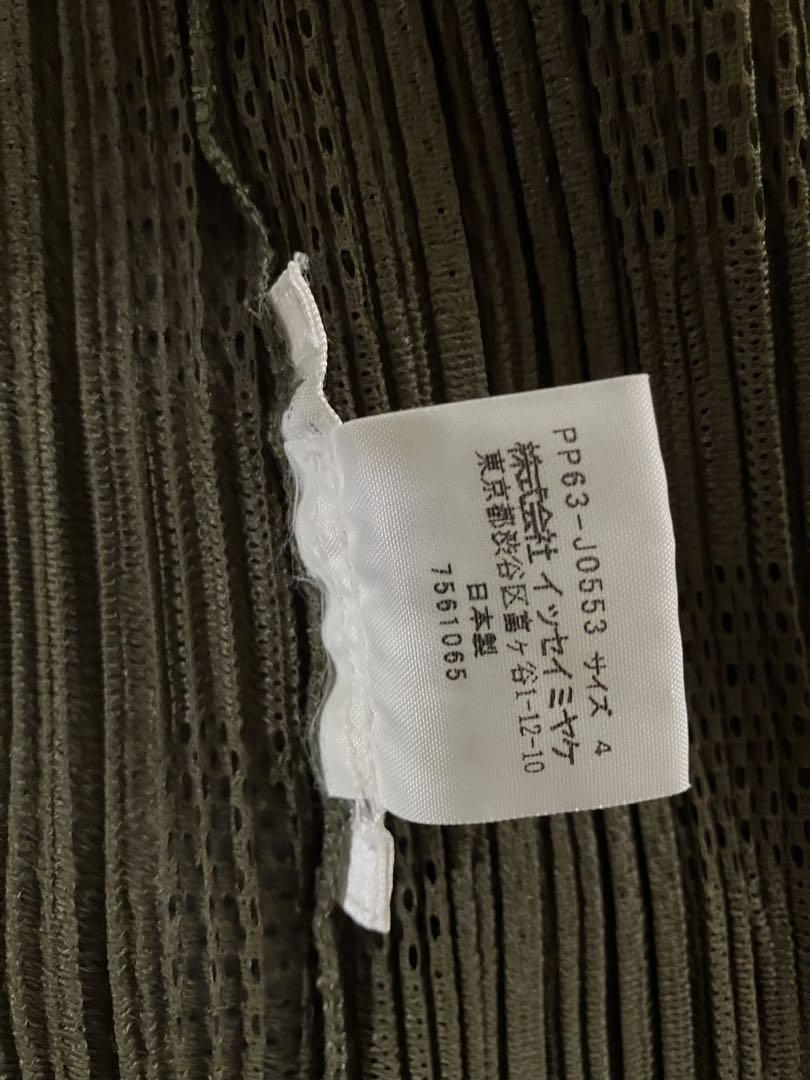 PP63-J0553 サイズ 4
株式会社 イッセイミヤケ
東京都渋谷区富ヶ谷1-12-10
日本製
7561065